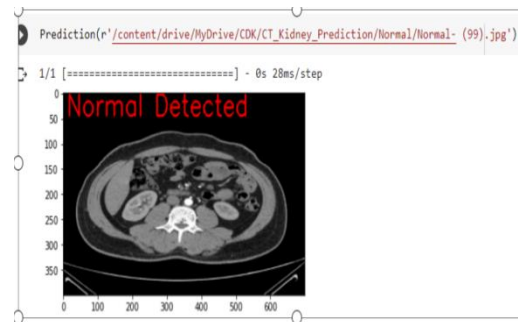 Prediction(r'/content/drive/MyDrive/CDK/CT_Kidney_Prediction/Normal/Normal- (99).jpg')
1/1 [==============================] - 0s 28ms/step
Normal Detected
0
50
100
150
200
250
300
350
0 100 200 300 400 500 600